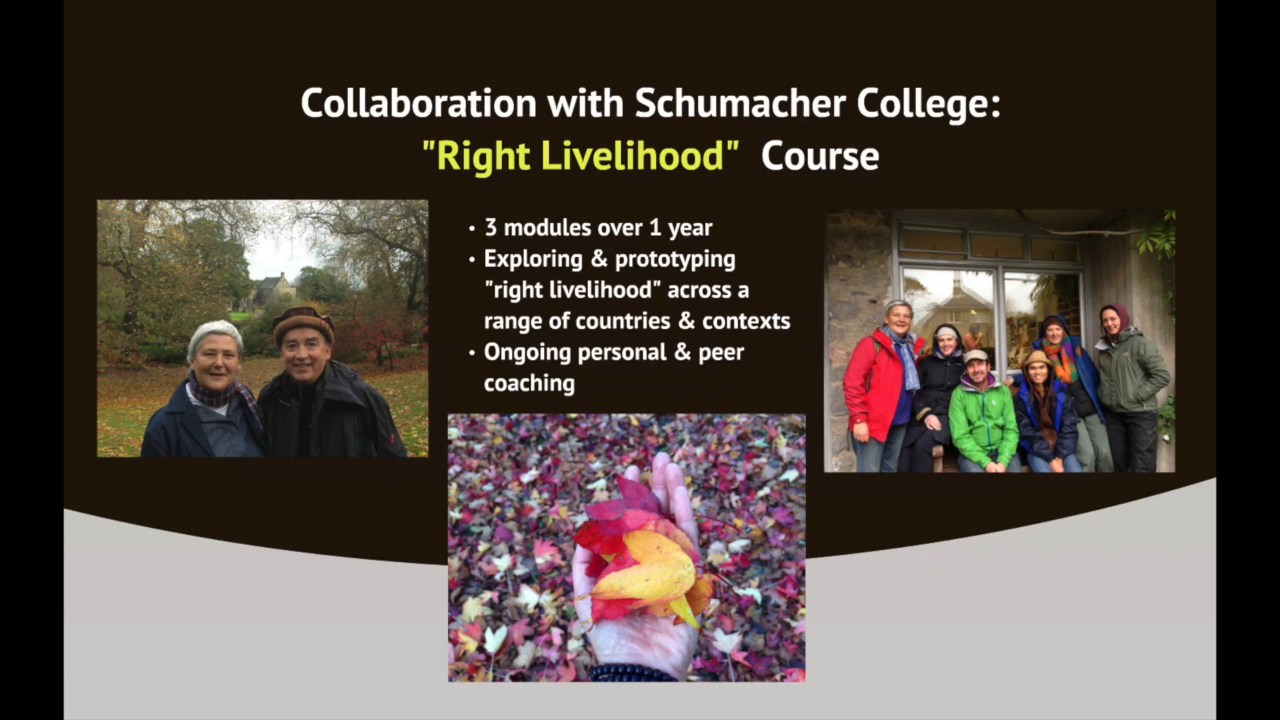 Collaboration with Schumacher College:
"Right Livelihood" Course
• 3 modules over 1 year
• Exploring & prototyping
"right livelihood" across a
range of countries & contexts
• Ongoing personal & peer
coaching